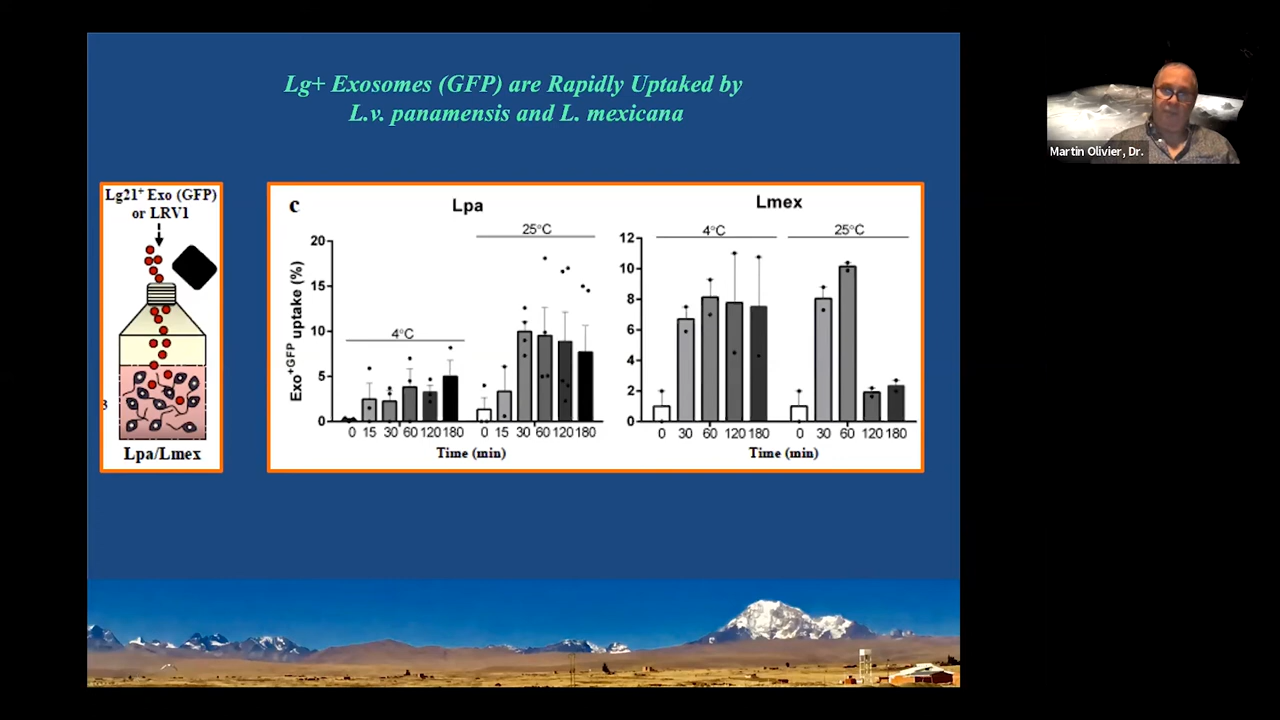 Lg+ Exosomes (GFP) are Rapidly Uptaked by
L.v. panamensis and L. mexicana
Martin Olivier, Dr.
Lg21⁺ Exo (GFP)
or LRV1
3
Lpa/Lmex
c
Lpa
25°C
4°C
20
15
10
5
0
Exo⁺ᴳᶠᴾ uptake (%)
0 15 30 60 120 180 0 15 30 60 120 180
Time (min)
Lmex
4°C 25°C
12
10
8
6
4
2
0
0 30 60 120 180 0 30 60 120 180
Time (min)